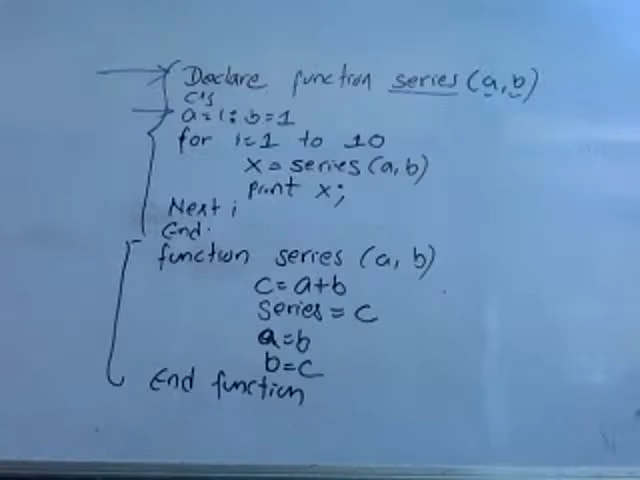 Declare function series (a, b)
Cls
a = 1 : b = 1
for i = 1 to 10
x = series (a, b)
print x;
Next i
End.
function series (a, b)
c = a + b
series = c
a = b
b = c
End function